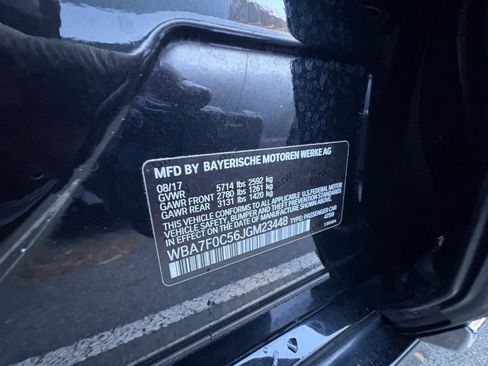 MFD BY BAYERISCHE MOTOREN WERKE AG
08/17
GVWR 5714 lbs 2592 kg
GAWR FRONT 2780 lbs 1261 kg
GAWR REAR 3131 lbs 1420 kg
THIS VEHICLE CONFORMS TO ALL APPLICABLE U.S. FEDERAL MOTOR
VEHICLE SAFETY, BUMPER AND THEFT PREVENTION STANDARDS IN
EFFECT ON THE DATE OF MANUFACTURE SHOWN ABOVE.
WBA7F0C56JGM23448 TYPE: PASSENGER CAR